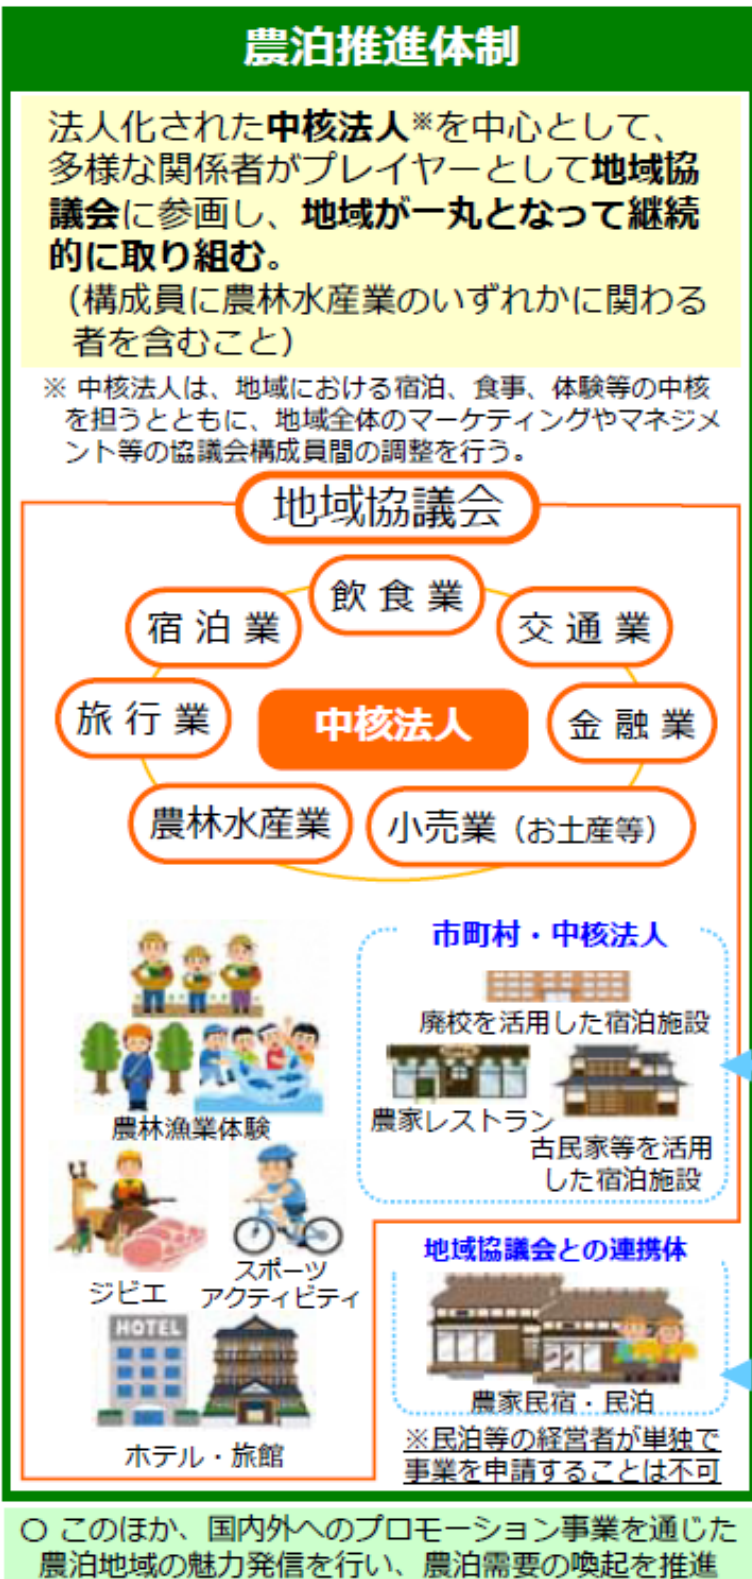 農泊推進体制
法人化された中核法人※を中心として、
多様な関係者がプレイヤーとして地域協
議会に参画し、地域が一丸となって継続
的に取り組む。
（構成員に農林水産業のいずれかに関わる
者を含むこと）
※ 中核法人は、地域における宿泊、食事、体験等の中核
を担うとともに、地域全体のマーケティングやマネジメ
ント等の協議会構成員間の調整を行う。
地域協議会
飲食業
宿泊業
交通業
旅行業
中核法人
金融業
農林水産業
小売業（お土産等）
市町村・中核法人
廃校を活用した宿泊施設
農家レストラン
古民家等を活用
した宿泊施設
農林漁業体験
ジビエ
スポーツ
アクティビティ
HOTEL
ホテル・旅館
地域協議会との連携体
農家民宿・民泊
※民泊等の経営者が単独で
事業を申請することは不可
○ このほか、国内外へのプロモーション事業を通じた
農泊地域の魅力発信を行い、農泊需要の喚起を推進